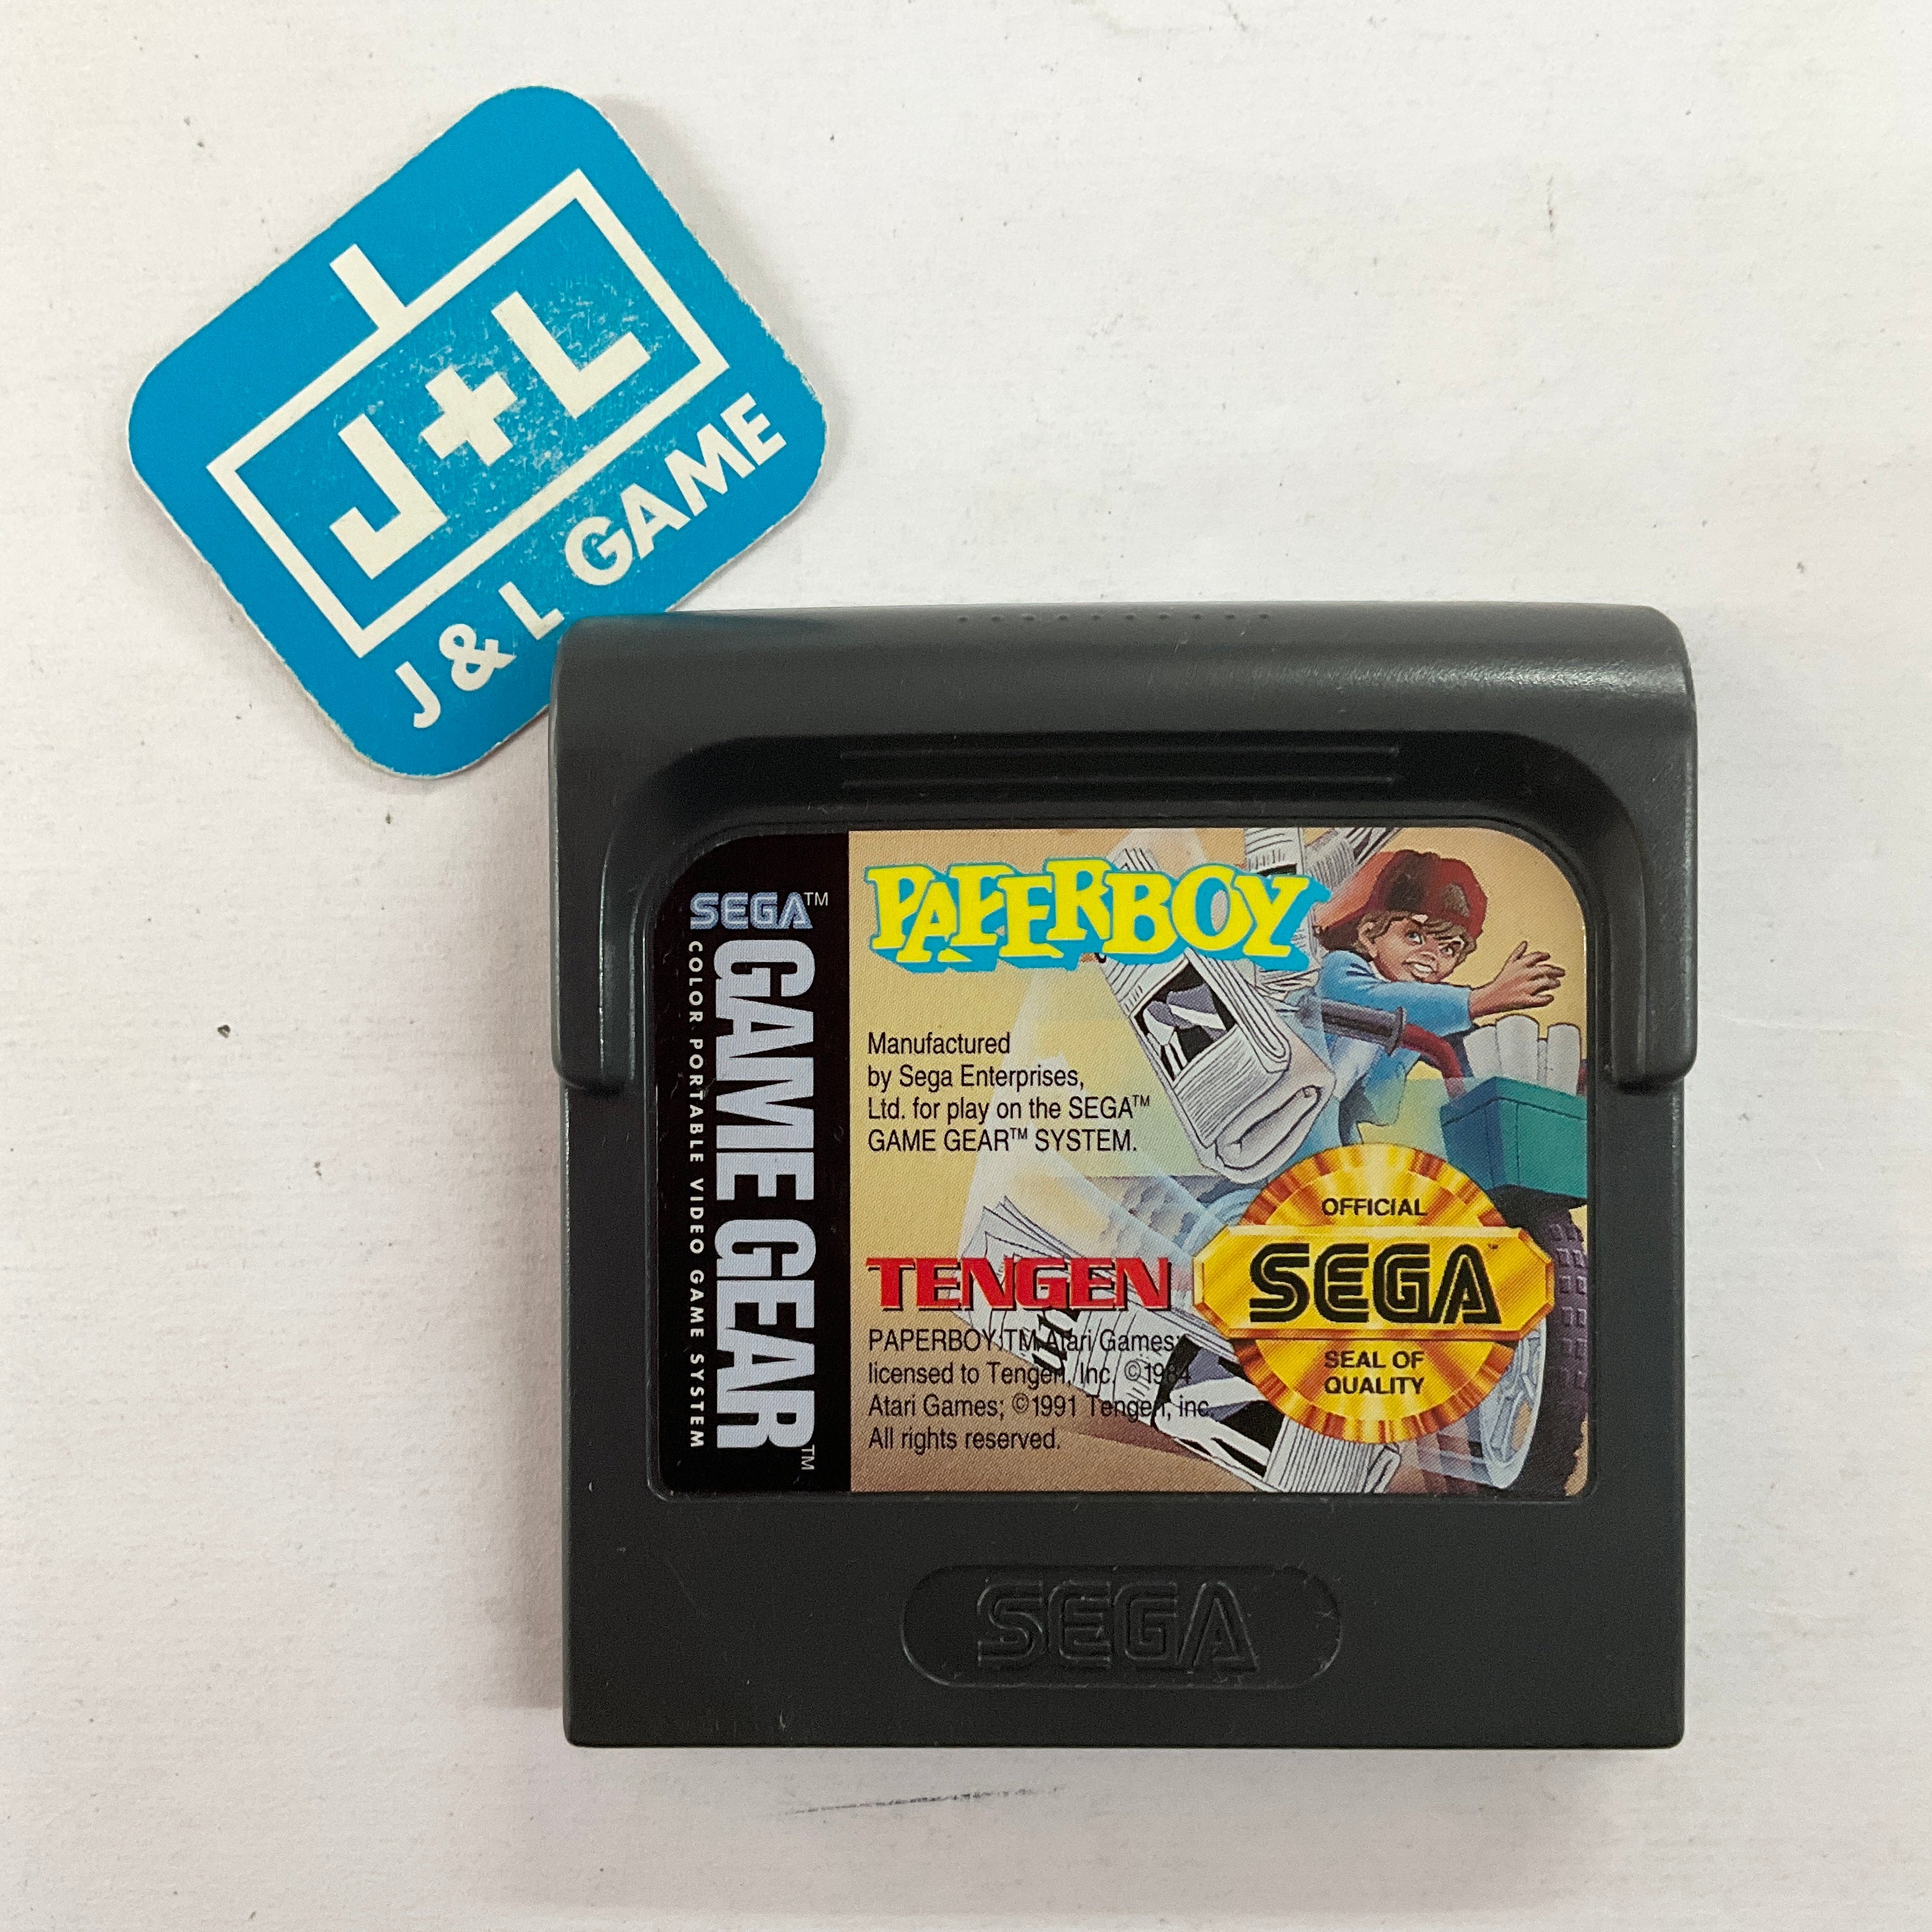 J+L
J & L GAME
SEGA™
GAME GEAR™
COLOR PORTABLE VIDEO GAME SYSTEM
PAPERBOY
Manufactured
by Sega Enterprises,
Ltd. for play on the SEGA™
GAME GEAR™ SYSTEM.
TENGEN
PAPERBOY:TM Atari Games;
licensed to Tengen, Inc. ©1984
Atari Games; ©1991 Tengen, inc.
All rights reserved.
OFFICIAL
SEGA™
SEAL OF
QUALITY
SEGA